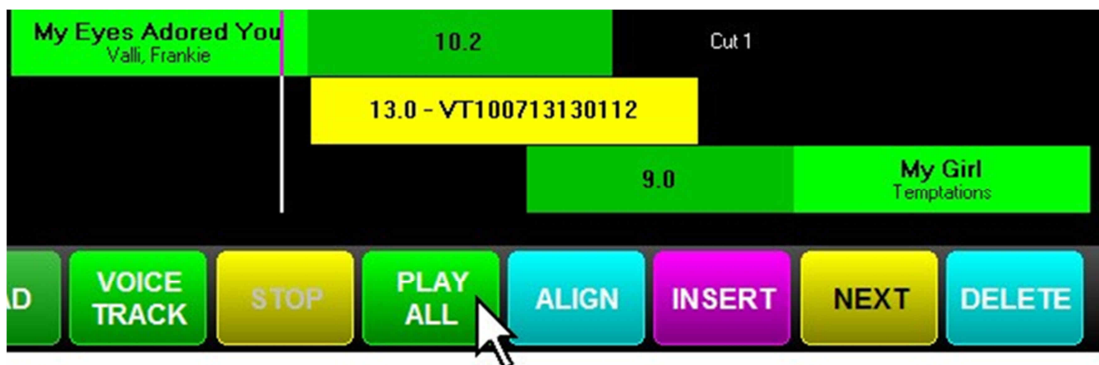 My Eyes Adored You
Valli, Frankie
10.2
Cut 1
13.0 - VT100713130112
9.0
My Girl
Temptations
AD
VOICE
TRACK
STOP
PLAY
ALL
ALIGN
INSERT
NEXT
DELETE